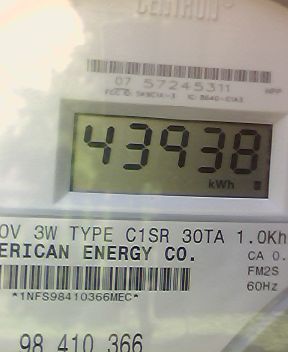 CENTRON®
07 57245311
43938
kWh
0V 3W TYPE C1SR 30TA 1.0Kh
ERICAN ENERGY CO.
CA 0.
FM2S
60Hz
*1NFS98410366MEC*
98 410 366